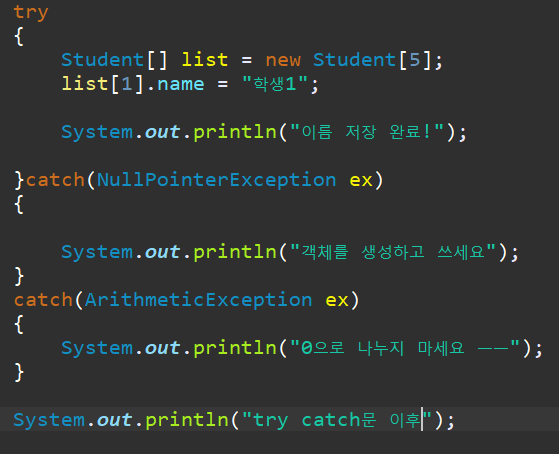 try
{
Student[] list = new Student[5];
list[1].name = "학생1";
System.out.println("이름 저장 완료!");
}catch(NullPointerException ex)
{
System.out.println("객체를 생성하고 쓰세요");
}
catch(ArithmeticException ex)
{
System.out.println("0으로 나누지 마세요 ㅡㅡ");
}
System.out.println("try catch문 이후");